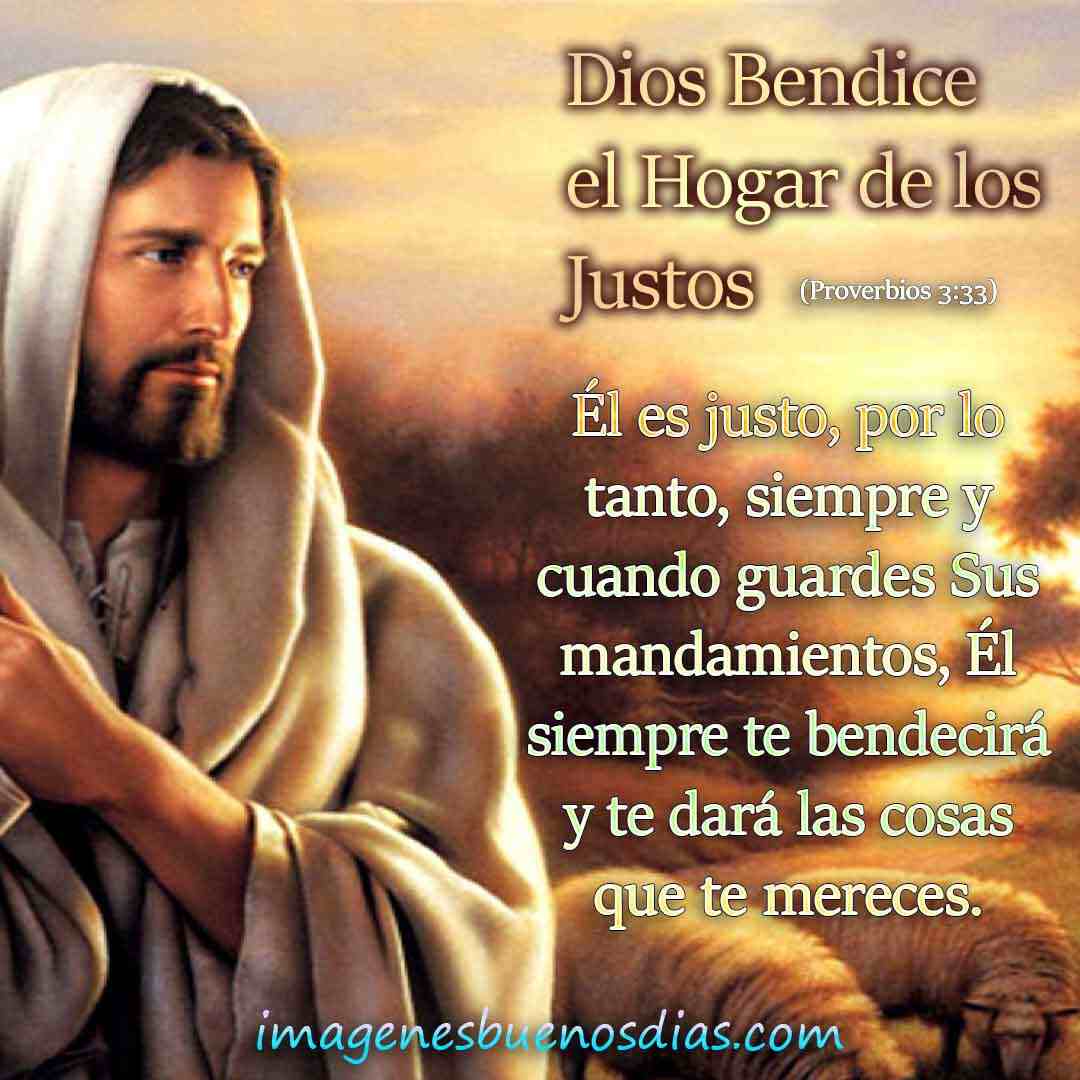 Dios Bendice
el Hogar de los
Justos (Proverbios 3:33)
Él es justo, por lo
tanto, siempre y
cuando guardes Sus
mandamientos, Él
siempre te bendecirá
y te dará las cosas
que te mereces.
imagenesbuenosdias.com